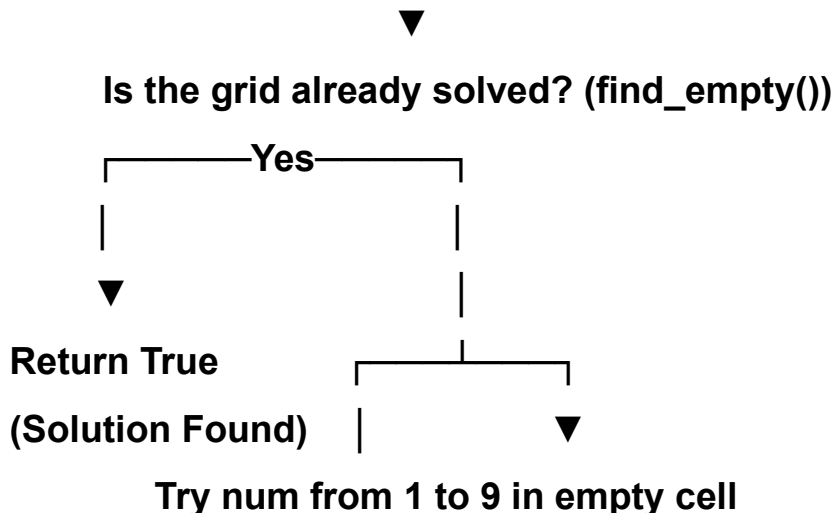 Is the grid already solved? (find_empty())
Yes
Return True
(Solution Found)
Try num from 1 to 9 in empty cell